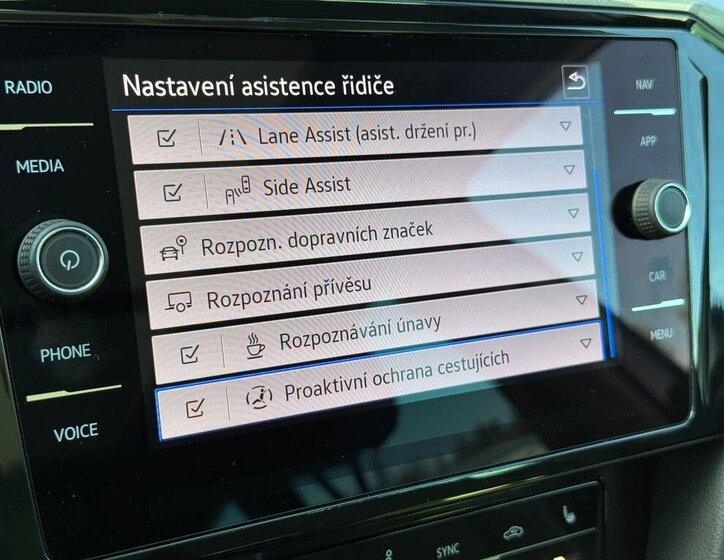 RADIO
MEDIA
PHONE
VOICE
Nastavení asistence řidiče
Lane Assist (asist. držení pr.)
Side Assist
Rozpozn. dopravních značek
Rozpoznání přívěsu
Rozpoznávání únavy
Proaktivní ochrana cestujících
NAV
APP
CAR
MENU
SYNC